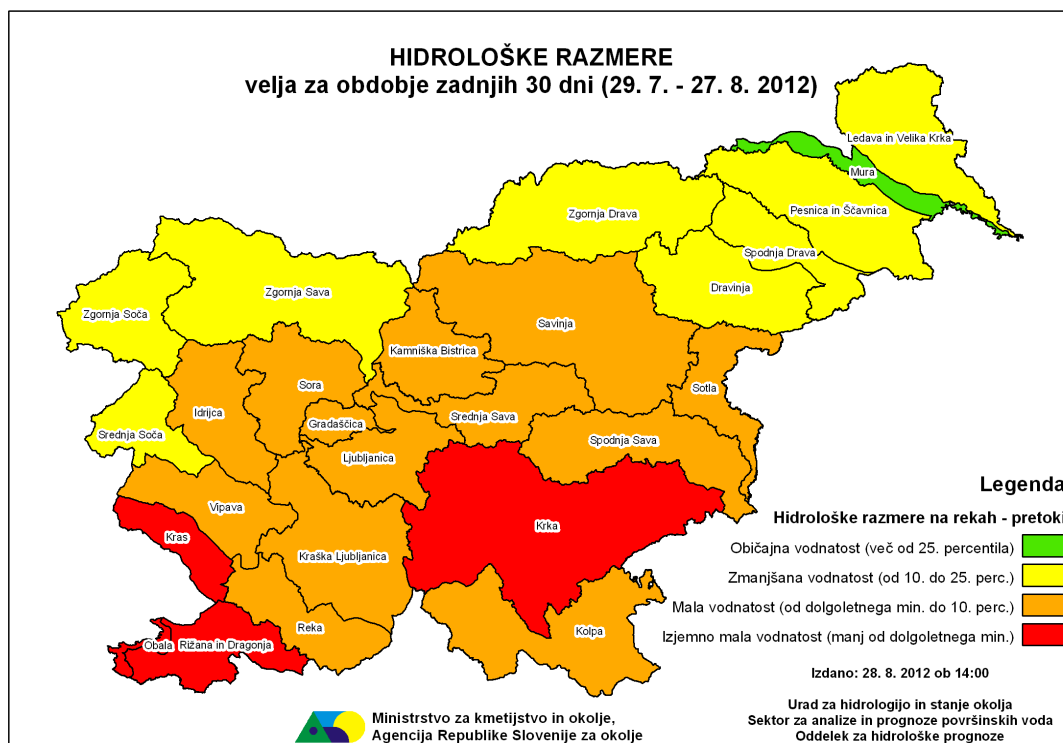 HIDROLOŠKE RAZMERE
velja za obdobje zadnjih 30 dni (29. 7. - 27. 8. 2012)
Ledava in Velika Krka
Mura
Zgornja Drava
Pesnica in Ščavnica
Spodnja Drava
Dravinja
Zgornja Sava
Zgornja Soča
Savinja
Kamniška Bistrica
Sora
Sotla
Idrijca
Gradaščica
Srednja Sava
Srednja Soča
Spodnja Sava
Ljubljanica
Vipava
Kras
Krka
Kraška Ljubljanica
Reka
Kolpa
Obala
Rižana in Dragonja
Legenda
Hidrološke razmere na rekah - pretoki
Običajna vodnatost (več od 25. percentila)
Zmanjšana vodnatost (od 10. do 25. perc.)
Mala vodnatost (od dolgoletnega min. do 10. perc.)
Izjemno mala vodnatost (manj od dolgoletnega min.)
Izdano: 28. 8. 2012 ob 14:00
Urad za hidrologijo in stanje okolja
Sektor za analize in prognoze površinskih voda
Oddelek za hidrološke prognoze
Ministrstvo za kmetijstvo in okolje,
Agencija Republike Slovenije za okolje